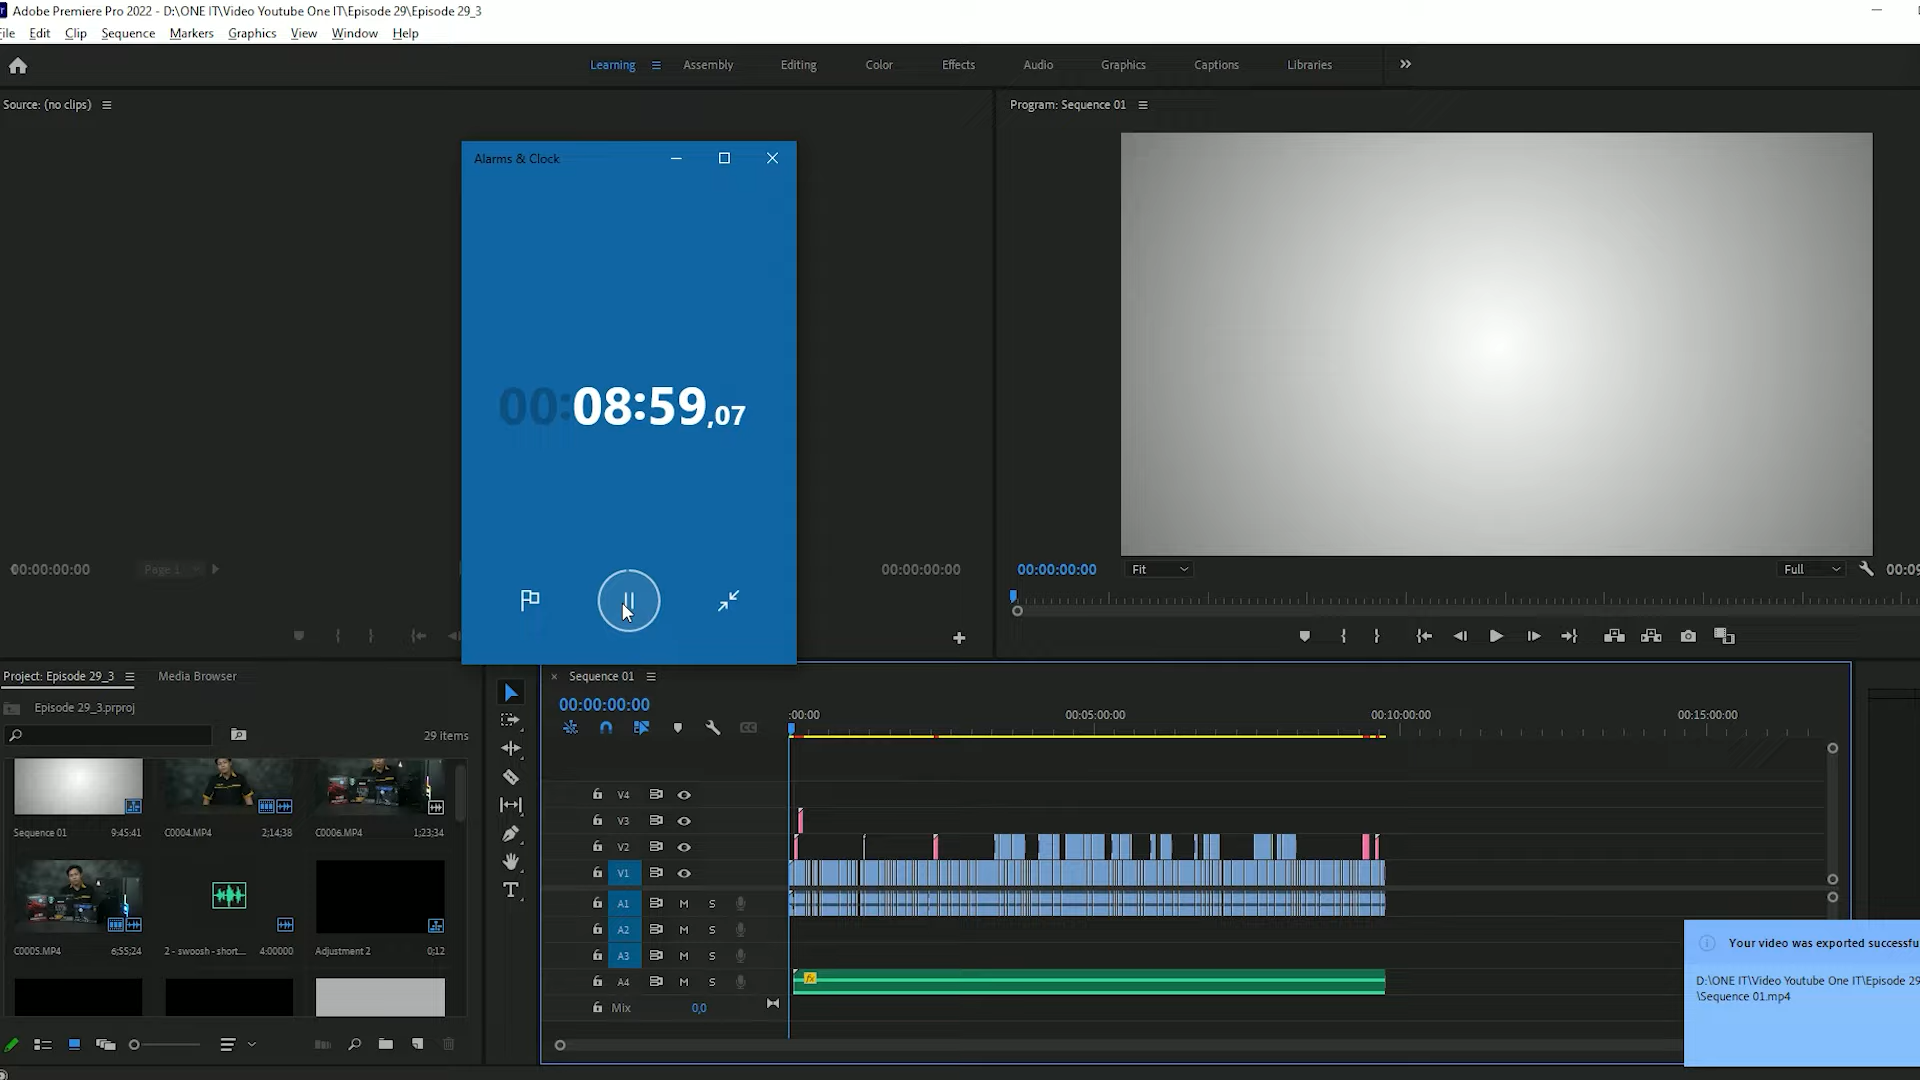 Adobe Premiere Pro 2022 - D:\ONE IT\Video Youtube One IT\Episode 29\Episode 29_3
File Edit Clip Sequence Markers Graphics View Window Help
Learning Assembly Editing Color Effects Audio Graphics Captions Libraries
Source: (no clips)
Program: Sequence 01
Alarms & Clock
00:08:59,07
00:00:00:00 Page 1
00:00:00:00
00:00:00:00 Fit Full 00:09
Project: Episode 29_3 Media Browser
Episode 29_3.prproj
29 items
Sequence 01 9:45:41
C0004.MP4 2;14;38
C0006.MP4 1;23;34
C0005.MP4 6;55;24
2 - swoosh - short... 4:00000
Adjustment 2 0;12
× Sequence 01
00:00:00:00
:00:00 00:05:00:00 00:10:00:00 00:15:00:00
V4
V3
V2
V1
A1 M S
A2 M S
A3 M S
A4 M S
fx
Mix 0,0
Your video was exported successfu
D:\ONE IT\Video Youtube One IT\Episode 29
\Sequence 01.mp4